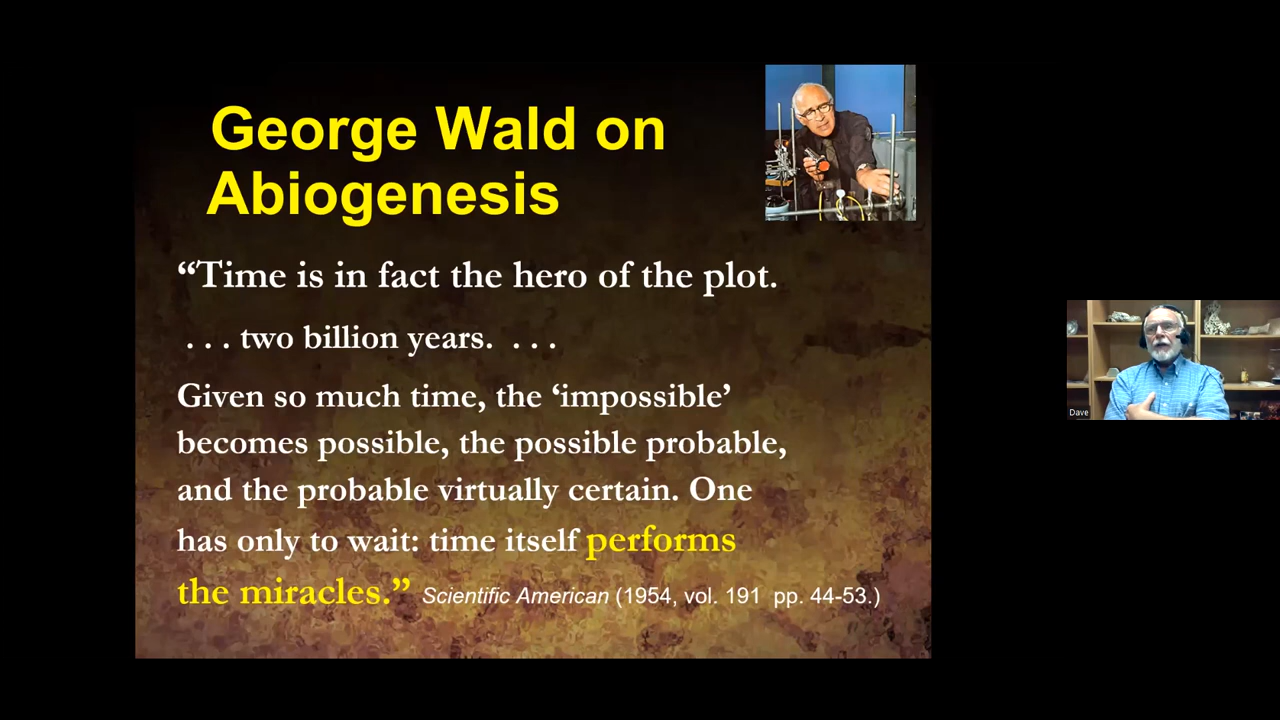 George Wald on
Abiogenesis
“Time is in fact the hero of the plot.
. . . two billion years.  . . .
Given so much time, the ‘impossible’
becomes possible, the possible probable,
and the probable virtually certain. One
has only to wait: time itself performs
the miracles.” Scientific American (1954, vol. 191  pp. 44-53.)
Dave